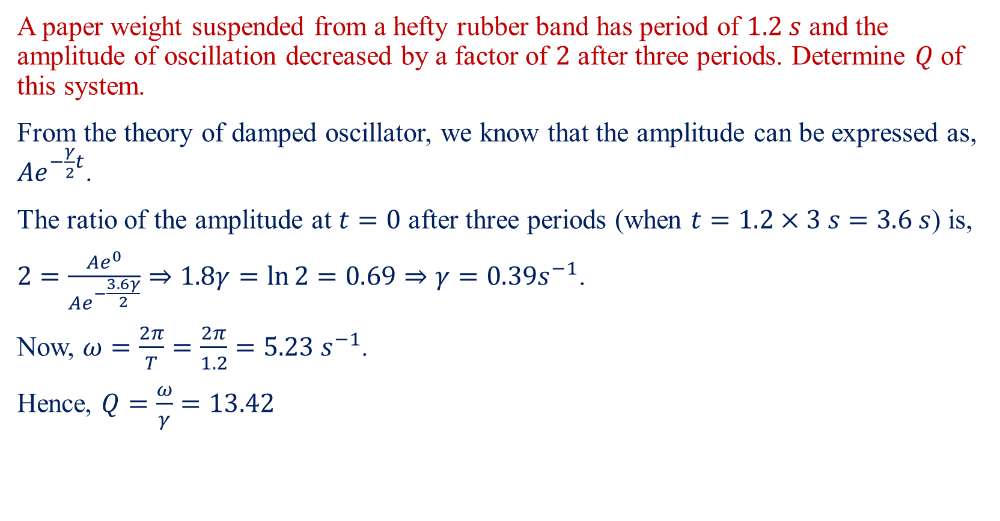 A paper weight suspended from a hefty rubber band has period of 1.2 s and the
amplitude of oscillation decreased by a factor of 2 after three periods. Determine Q of
this system.
From the theory of damped oscillator, we know that the amplitude can be expressed as,
$Ae^{-\frac{\gamma}{2}t}$.
The ratio of the amplitude at $t = 0$ after three periods (when $t = 1.2 \times 3\ s = 3.6\ s$) is,
$2 = \frac{Ae^{0}}{Ae^{-\frac{3.6\gamma}{2}}} \Rightarrow 1.8\gamma = \ln 2 = 0.69 \Rightarrow \gamma = 0.39s^{-1}$.
Now, $\omega = \frac{2\pi}{T} = \frac{2\pi}{1.2} = 5.23\ s^{-1}$.
Hence, $Q = \frac{\omega}{\gamma} = 13.42$